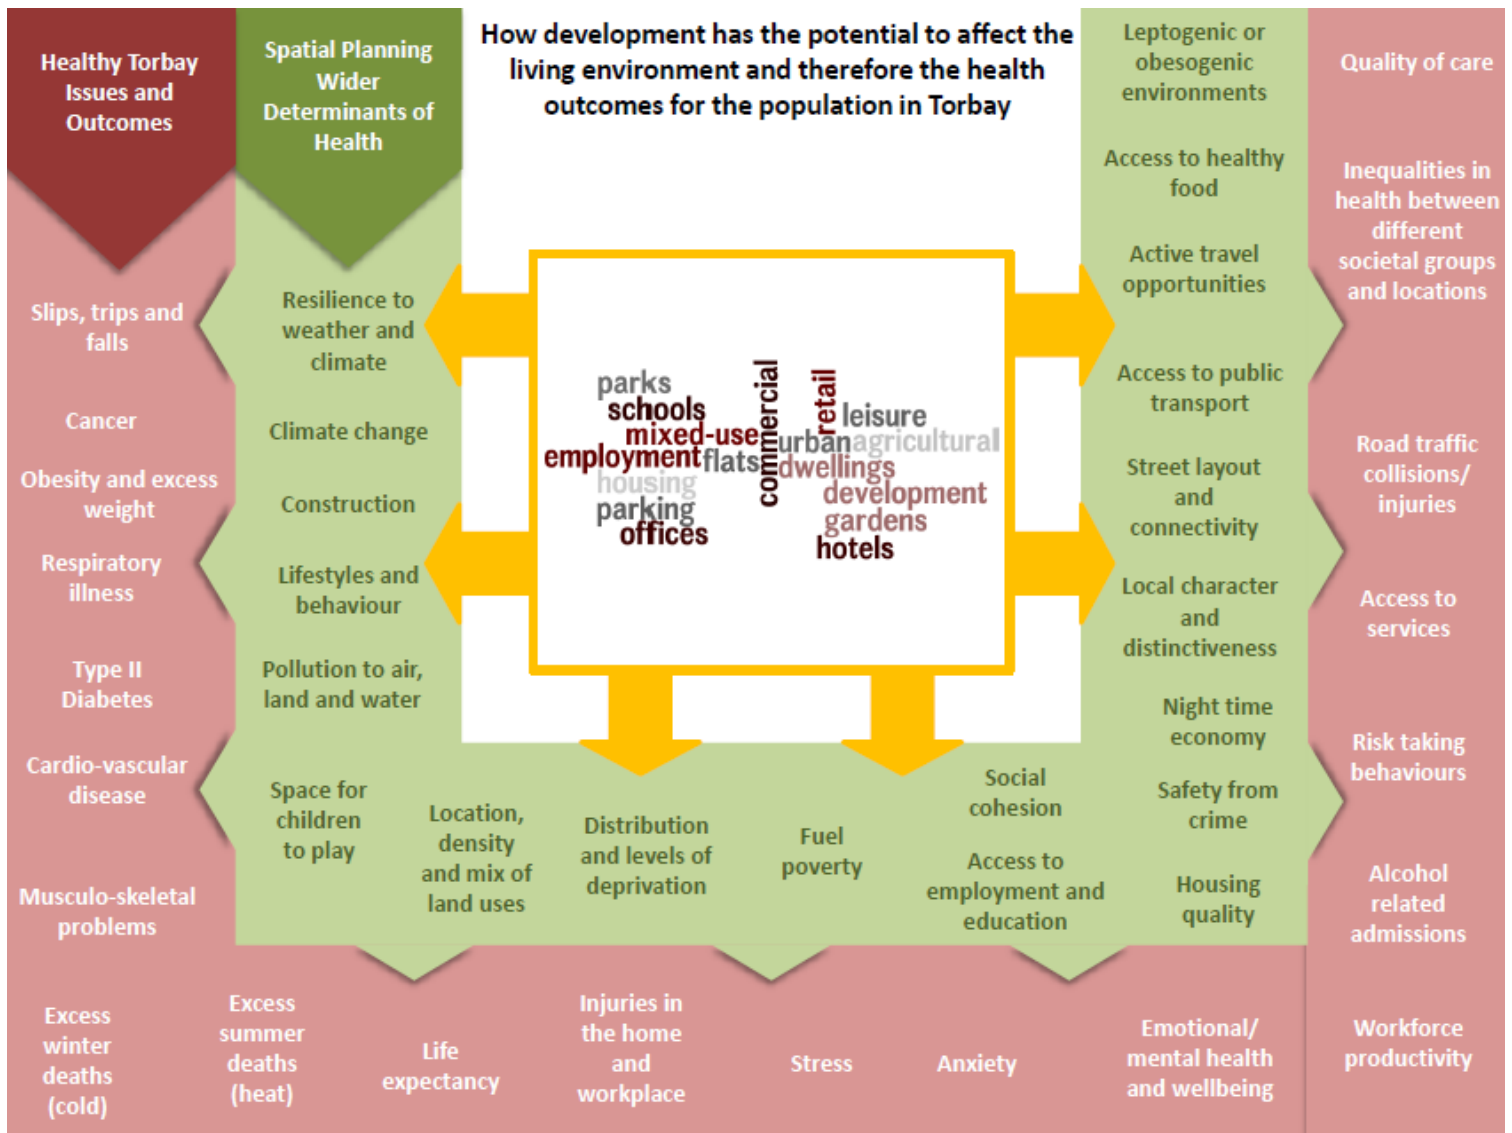 Healthy Torbay
Issues and
Outcomes
Spatial Planning
Wider
Determinants of
Health
How development has the potential to affect the
living environment and therefore the health
outcomes for the population in Torbay
Slips, trips and
falls
Cancer
Obesity and excess
weight
Respiratory
illness
Type II
Diabetes
Cardio-vascular
disease
Musculo-skeletal
problems
Excess
winter
deaths
(cold)
Excess
summer
deaths
(heat)
Life
expectancy
Injuries in
the home
and
workplace
Stress
Anxiety
Emotional/
mental health
and wellbeing
Workforce
productivity
Resilience to
weather and
climate
Climate change
Construction
Lifestyles and
behaviour
Pollution to air,
land and water
Space for
children
to play
Location,
density
and mix of
land uses
Distribution
and levels of
deprivation
Fuel
poverty
Social
cohesion
Access to
employment and
education
parks
schools
mixed-use
employment
flats
housing
parking
offices
commercial
retail
leisure
urban
agricultural
dwellings
development
gardens
hotels
Leptogenic or
obesogenic
environments
Access to healthy
food
Active travel
opportunities
Access to public
transport
Street layout
and
connectivity
Local character
and
distinctiveness
Night time
economy
Safety from
crime
Housing
quality
Quality of care
Inequalities in
health between
different
societal groups
and locations
Road traffic
collisions/
injuries
Access to
services
Risk taking
behaviours
Alcohol
related
admissions